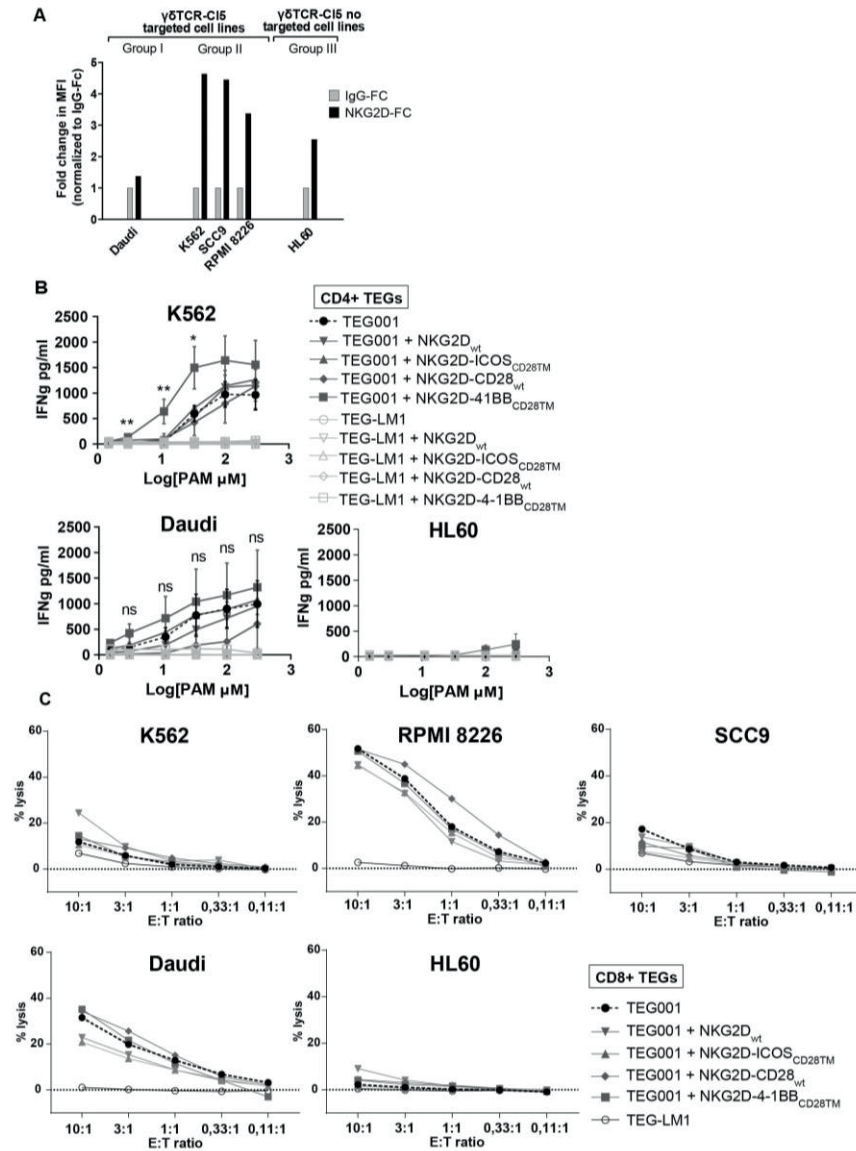 A
γδTCR-Cl5
targeted cell lines
γδTCR-Cl5 no
targeted cell lines
Group I
Group II
Group III
Fold change in MFI
(normalized to IgG-Fc)
5
4
3
2
1
0
IgG-FC
NKG2D-FC
Daudi
K562
SCC9
RPMI 8226
HL60
B
K562
IFNg pg/ml
2500
2000
1500
1000
500
0
**
**
*
0 1 2 3
Log[PAM µM]
CD4+ TEGs
TEG001
TEG001 + NKG2Dwt
TEG001 + NKG2D-ICOSCD28TM
TEG001 + NKG2D-CD28wt
TEG001 + NKG2D-41BBCD28TM
TEG-LM1
TEG-LM1 + NKG2Dwt
TEG-LM1 + NKG2D-ICOSCD28TM
TEG-LM1 + NKG2D-CD28wt
TEG-LM1 + NKG2D-4-1BBCD28TM
Daudi
IFNg pg/ml
2500
2000
1500
1000
500
0
ns ns ns ns ns
0 1 2 3
Log[PAM µM]
HL60
IFNg pg/ml
2500
2000
1500
1000
500
0
0 1 2 3
Log[PAM µM]
C
K562
% lysis
60
40
20
0
10:1 3:1 1:1 0,33:1 0,11:1
E:T ratio
RPMI 8226
% lysis
60
40
20
0
10:1 3:1 1:1 0,33:1 0,11:1
E:T ratio
SCC9
% lysis
60
40
20
0
10:1 3:1 1:1 0,33:1 0,11:1
E:T ratio
Daudi
% lysis
60
40
20
0
10:1 3:1 1:1 0,33:1 0,11:1
E:T ratio
HL60
% lysis
60
40
20
0
10:1 3:1 1:1 0,33:1 0,11:1
E:T ratio
CD8+ TEGs
TEG001
TEG001 + NKG2Dwt
TEG001 + NKG2D-ICOSCD28TM
TEG001 + NKG2D-CD28wt
TEG001 + NKG2D-4-1BBCD28TM
TEG-LM1